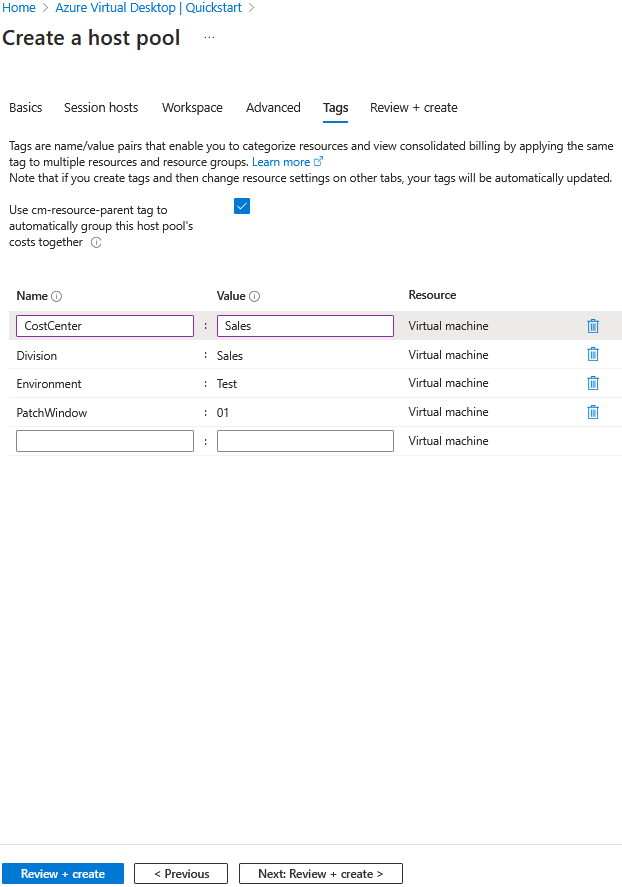 Home > Azure Virtual Desktop | Quickstart >
Create a host pool ...
Basics Session hosts Workspace Advanced Tags Review + create
Tags are name/value pairs that enable you to categorize resources and view consolidated billing by applying the same
tag to multiple resources and resource groups. Learn more
Note that if you create tags and then change resource settings on other tabs, your tags will be automatically updated.
Use cm-resource-parent tag to
automatically group this host pool's
costs together
Name Value Resource
CostCenter : Sales Virtual machine
Division : Sales Virtual machine
Environment : Test Virtual machine
PatchWindow : 01 Virtual machine
: Virtual machine
Review + create < Previous Next: Review + create >